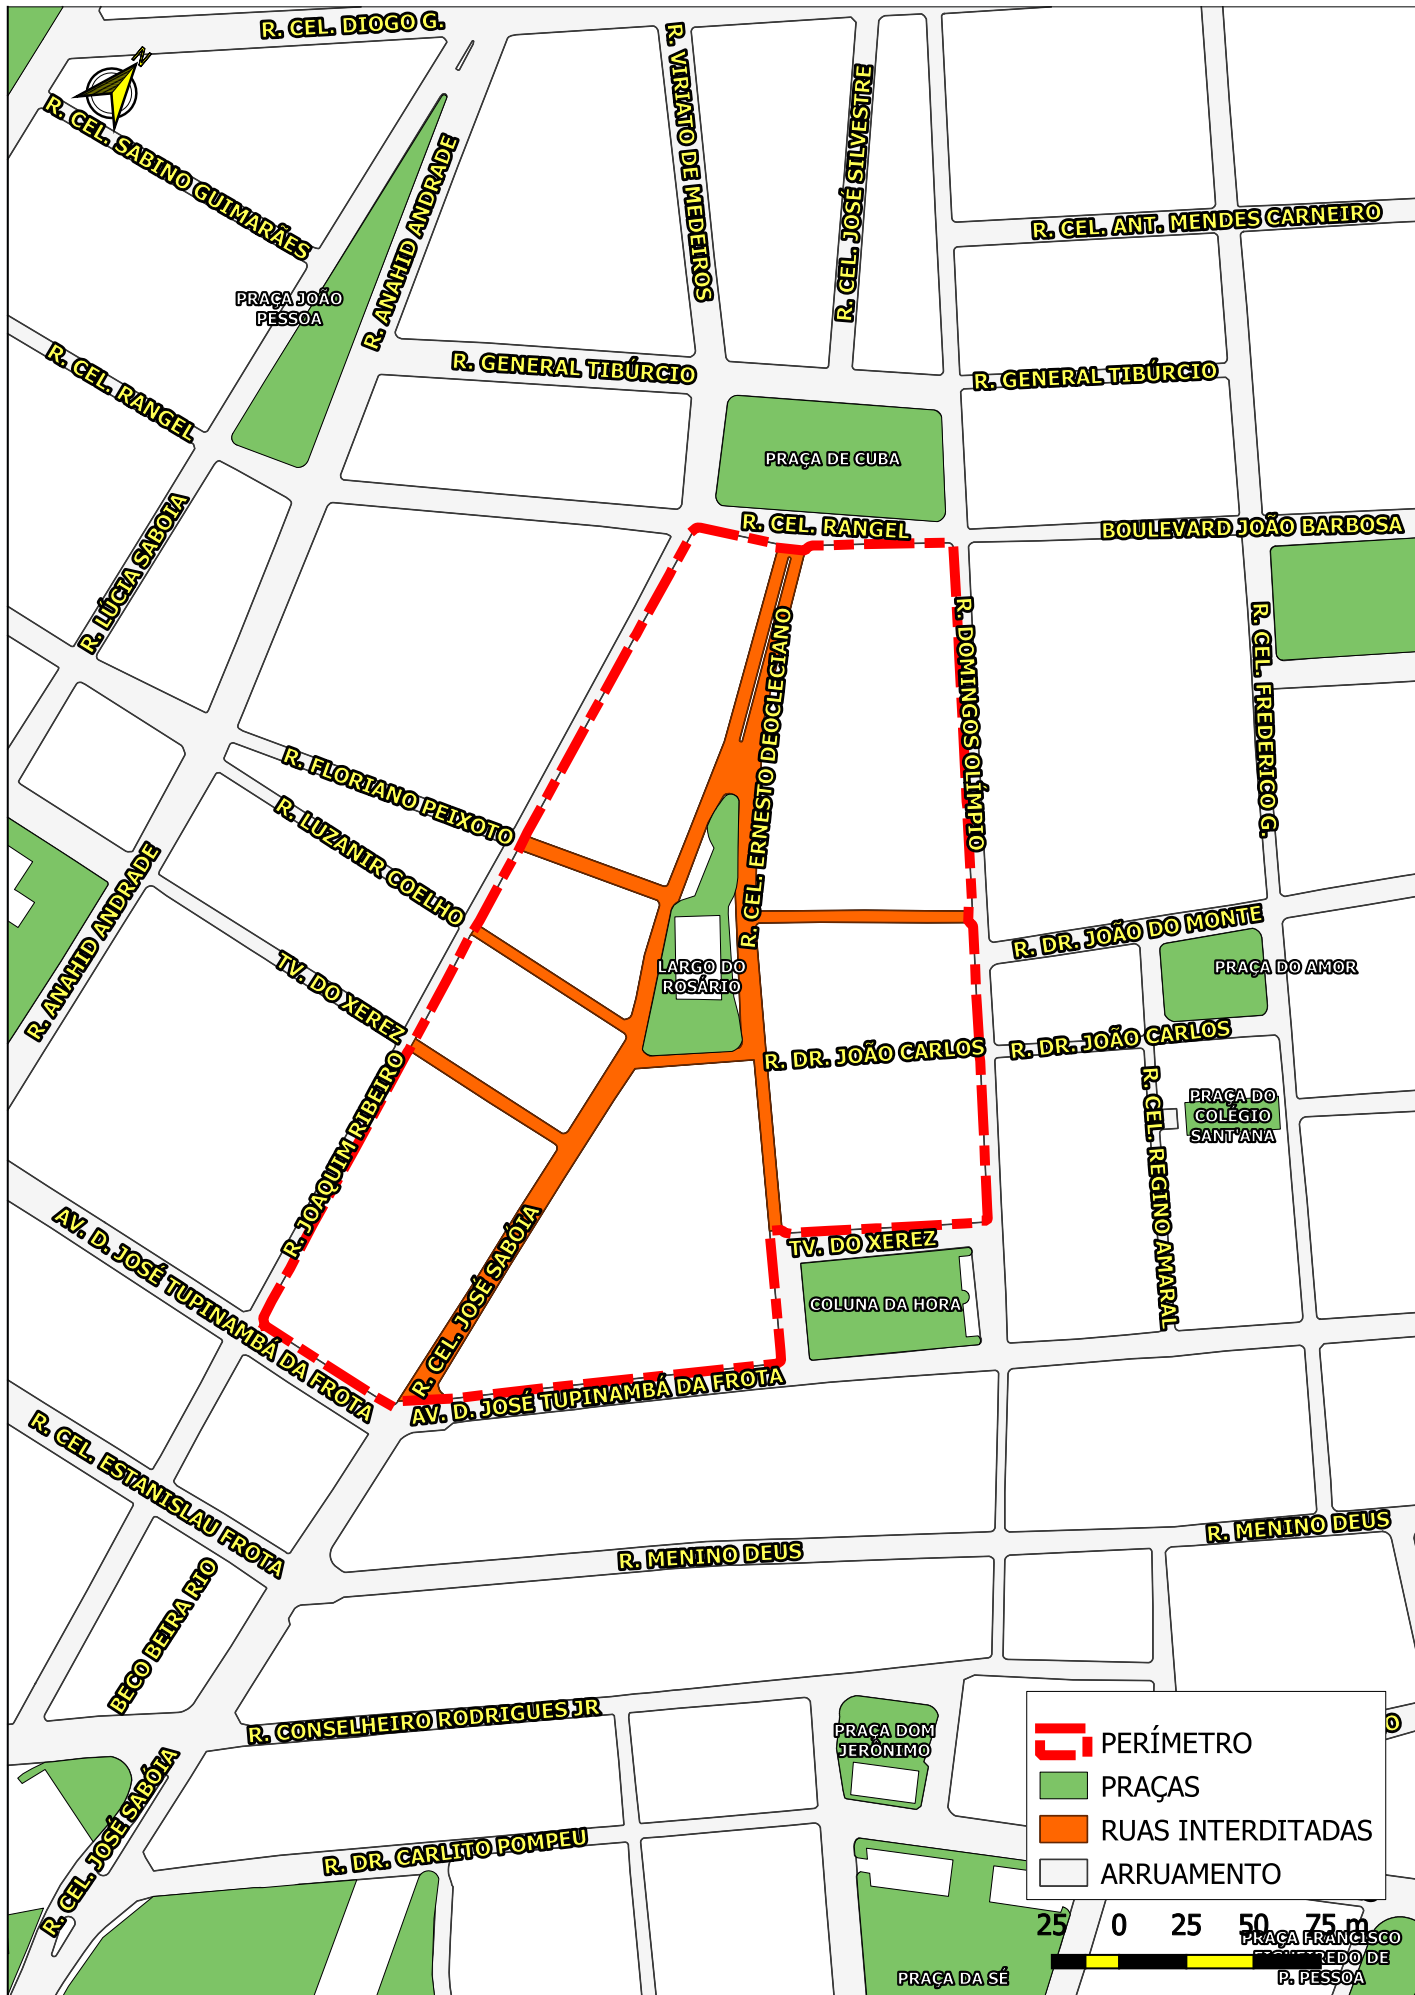 R. CEL. DIOGO G.
N
R. VIRIATO DE MEDEIROS
R. CEL. JOSÉ SILVESTRE
R. CEL. SABINO GUIMARÃES
R. ANAHID ANDRADE
R. CEL. ANT. MENDES CARNEIRO
PRAÇA JOÃO
PESSOA
R. CEL. RANGEL
R. GENERAL TIBÚRCIO
R. GENERAL TIBÚRCIO
PRAÇA DE CUBA
R. CEL. RANGEL
BOULEVARD JOÃO BARBOSA
R. LÚCIA SABOIA
R. CEL. ERNESTO DEOCLECIANO
R. DOMINGOS OLÍMPIO
R. CEL. FREDERICO G.
R. FLORIANO PEIXOTO
R. LUZANIR COELHO
R. ANAHID ANDRADE
TV. DO XEREZ
LARGO DO
ROSÁRIO
R. DR. JOÃO DO MONTE
PRAÇA DO AMOR
R. DR. JOÃO CARLOS
R. DR. JOÃO CARLOS
R. JOAQUIM RIBEIRO
R. CEL. REGINO AMARAL
PRAÇA DO
COLÉGIO
SANT'ANA
AV. D. JOSÉ TUPINAMBÁ DA FROTA
R. CEL. JOSÉ SABÓIA
TV. DO XEREZ
COLUNA DA HORA
AV. D. JOSÉ TUPINAMBÁ DA FROTA
R. CEL. ESTANISLAU FROTA
R. MENINO DEUS
R. MENINO DEUS
BECO BEIRA RIO
R. CONSELHEIRO RODRIGUES JR
PRAÇA DOM
JERÔNIMO
R. CEL. JOSÉ SABÓIA
R. DR. CARLITO POMPEU
O
PERÍMETRO
PRAÇAS
RUAS INTERDITADAS
ARRUAMENTO
25 0 25 50 75 m
PRAÇA FRANCISCO
DE
P. PESSOA
PRAÇA DA SÉ